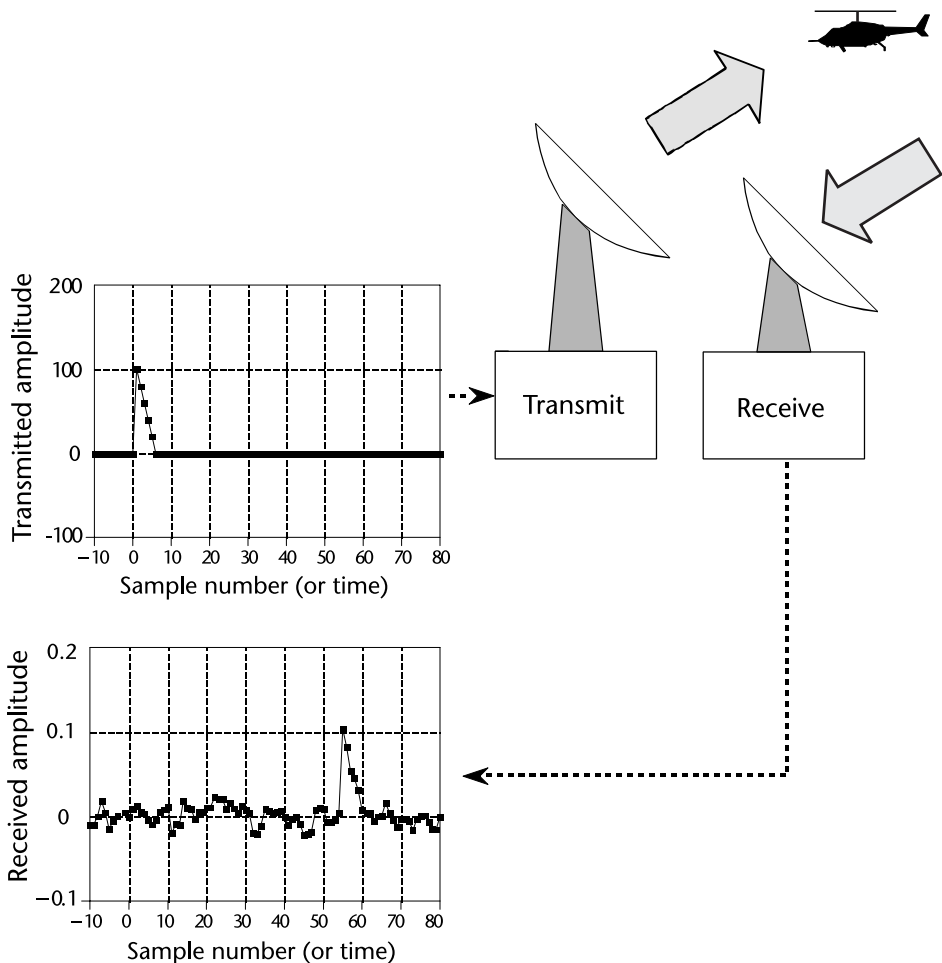 Transmitted amplitude
200
100
0
-100
−10 0 10 20 30 40 50 60 70 80
Sample number (or time)
Transmit
Receive
Received amplitude
0.2
0.1
0
−0.1
−10 0 10 20 30 40 50 60 70 80
Sample number (or time)